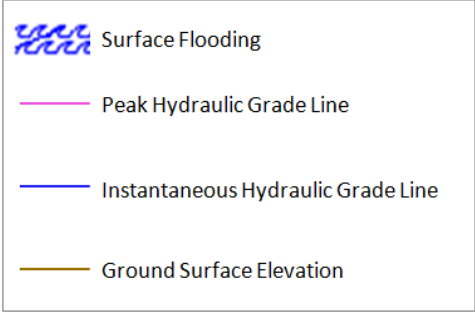 Surface Flooding
Peak Hydraulic Grade Line
Instantaneous Hydraulic Grade Line
Ground Surface Elevation